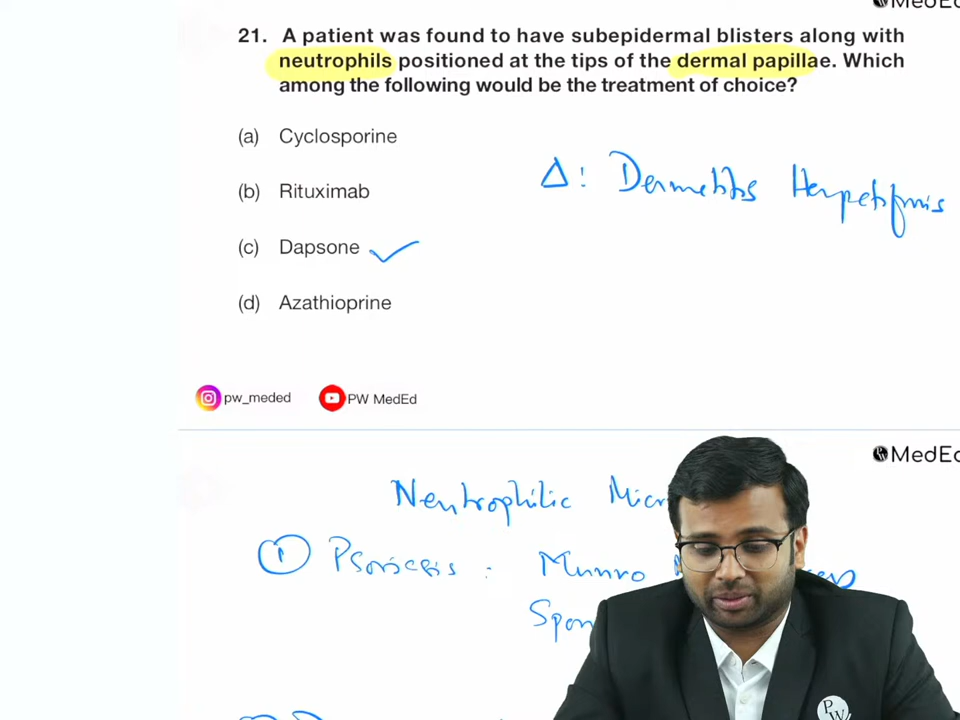 MedEd
21. A patient was found to have subepidermal blisters along with
neutrophils positioned at the tips of the dermal papillae. Which
among the following would be the treatment of choice?
(a) Cyclosporine
(b) Rituximab
(c) Dapsone
(d) Azathioprine
Δ: Dermatitis Herpetiformis
pw_meded PW MedEd
MedEd
Neutrophilic Micr
① Psoriasis : Munro
Spon
PW